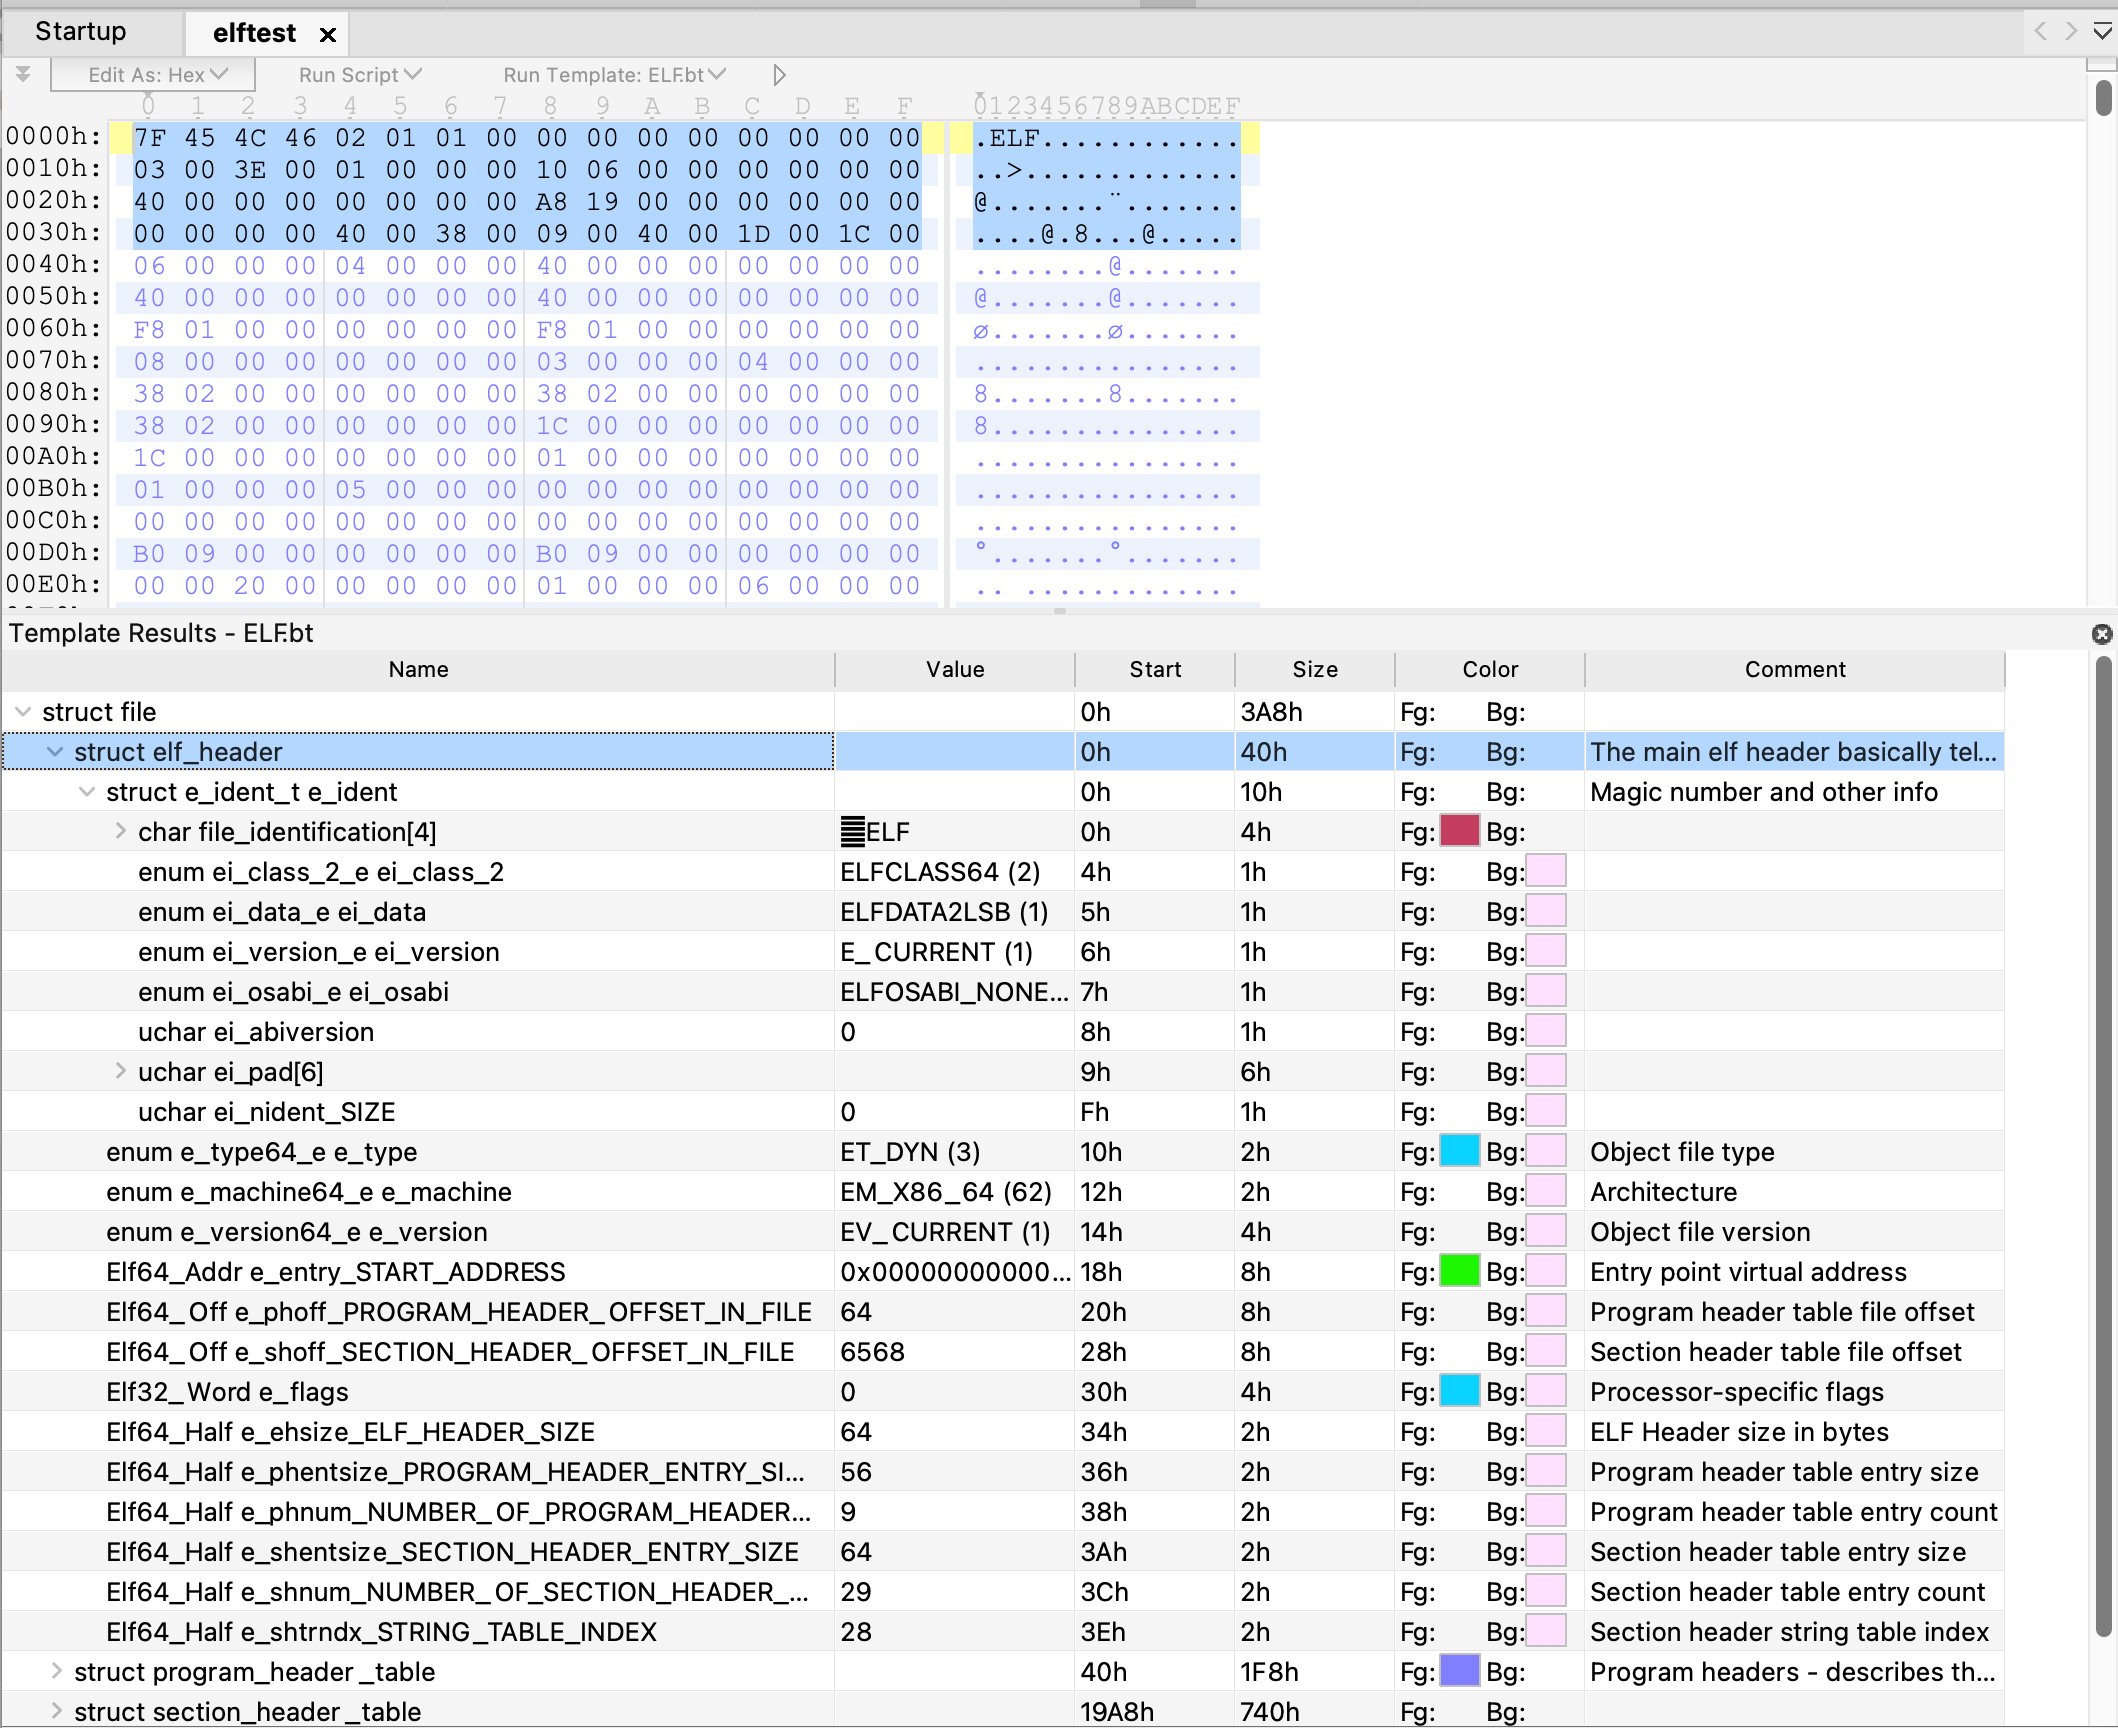 Startup elftest ×
Edit As: Hex Run Script Run Template: ELF.bt
0 1 2 3 4 5 6 7 8 9 A B C D E F 0123456789ABCDEF
0000h: 7F 45 4C 46 02 01 01 00 00 00 00 00 00 00 00 00 .ELF............
0010h: 03 00 3E 00 01 00 00 00 10 06 00 00 00 00 00 00 ..>.............
0020h: 40 00 00 00 00 00 00 00 A8 19 00 00 00 00 00 00 @.......¨.......
0030h: 00 00 00 00 40 00 38 00 09 00 40 00 1D 00 1C 00 ....@.8...@.....
0040h: 06 00 00 00 04 00 00 00 40 00 00 00 00 00 00 00 ........@.......
0050h: 40 00 00 00 00 00 00 00 40 00 00 00 00 00 00 00 @.......@.......
0060h: F8 01 00 00 00 00 00 00 F8 01 00 00 00 00 00 00 ø.......ø.......
0070h: 08 00 00 00 00 00 00 00 03 00 00 00 04 00 00 00 ................
0080h: 38 02 00 00 00 00 00 00 38 02 00 00 00 00 00 00 8.......8.......
0090h: 38 02 00 00 00 00 00 00 1C 00 00 00 00 00 00 00 8...............
00A0h: 1C 00 00 00 00 00 00 00 01 00 00 00 00 00 00 00 ................
00B0h: 01 00 00 00 05 00 00 00 00 00 00 00 00 00 00 00 ................
00C0h: 00 00 00 00 00 00 00 00 00 00 00 00 00 00 00 00 ................
00D0h: B0 09 00 00 00 00 00 00 B0 09 00 00 00 00 00 00 °.......°.......
00E0h: 00 00 20 00 00 00 00 00 01 00 00 00 06 00 00 00 .. .............
Template Results - ELF.bt
Name Value Start Size Color Comment
struct file 0h 3A8h Fg: Bg:
struct elf_header 0h 40h Fg: Bg: The main elf header basically tel...
struct e_ident_t e_ident 0h 10h Fg: Bg: Magic number and other info
char file_identification[4] ELF 0h 4h Fg: Bg:
enum ei_class_2_e ei_class_2 ELFCLASS64 (2) 4h 1h Fg: Bg:
enum ei_data_e ei_data ELFDATA2LSB (1) 5h 1h Fg: Bg:
enum ei_version_e ei_version E_CURRENT (1) 6h 1h Fg: Bg:
enum ei_osabi_e ei_osabi ELFOSABI_NONE... 7h 1h Fg: Bg:
uchar ei_abiversion 0 8h 1h Fg: Bg:
uchar ei_pad[6] 9h 6h Fg: Bg:
uchar ei_nident_SIZE 0 Fh 1h Fg: Bg:
enum e_type64_e e_type ET_DYN (3) 10h 2h Fg: Bg: Object file type
enum e_machine64_e e_machine EM_X86_64 (62) 12h 2h Fg: Bg: Architecture
enum e_version64_e e_version EV_CURRENT (1) 14h 4h Fg: Bg: Object file version
Elf64_Addr e_entry_START_ADDRESS 0x00000000000... 18h 8h Fg: Bg: Entry point virtual address
Elf64_Off e_phoff_PROGRAM_HEADER_OFFSET_IN_FILE 64 20h 8h Fg: Bg: Program header table file offset
Elf64_Off e_shoff_SECTION_HEADER_OFFSET_IN_FILE 6568 28h 8h Fg: Bg: Section header table file offset
Elf32_Word e_flags 0 30h 4h Fg: Bg: Processor-specific flags
Elf64_Half e_ehsize_ELF_HEADER_SIZE 64 34h 2h Fg: Bg: ELF Header size in bytes
Elf64_Half e_phentsize_PROGRAM_HEADER_ENTRY_SI... 56 36h 2h Fg: Bg: Program header table entry size
Elf64_Half e_phnum_NUMBER_OF_PROGRAM_HEADER... 9 38h 2h Fg: Bg: Program header table entry count
Elf64_Half e_shentsize_SECTION_HEADER_ENTRY_SIZE 64 3Ah 2h Fg: Bg: Section header table entry size
Elf64_Half e_shnum_NUMBER_OF_SECTION_HEADER_... 29 3Ch 2h Fg: Bg: Section header table entry count
Elf64_Half e_shtrndx_STRING_TABLE_INDEX 28 3Eh 2h Fg: Bg: Section header string table index
struct program_header_table 40h 1F8h Fg: Bg: Program headers - describes th...
struct section_header_table 19A8h 740h Fg: Bg: